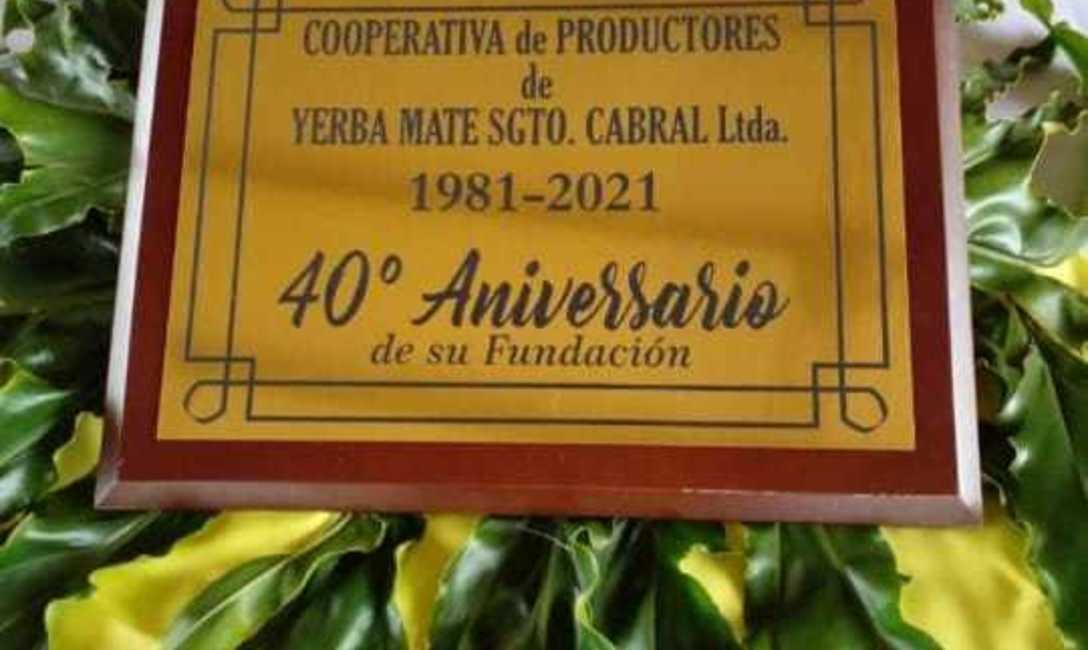 COOPERATIVA de PRODUCTORES
de
YERBA MATE SGTO. CABRAL Ltda.
1981-2021
40° Aniversario
de su Fundación